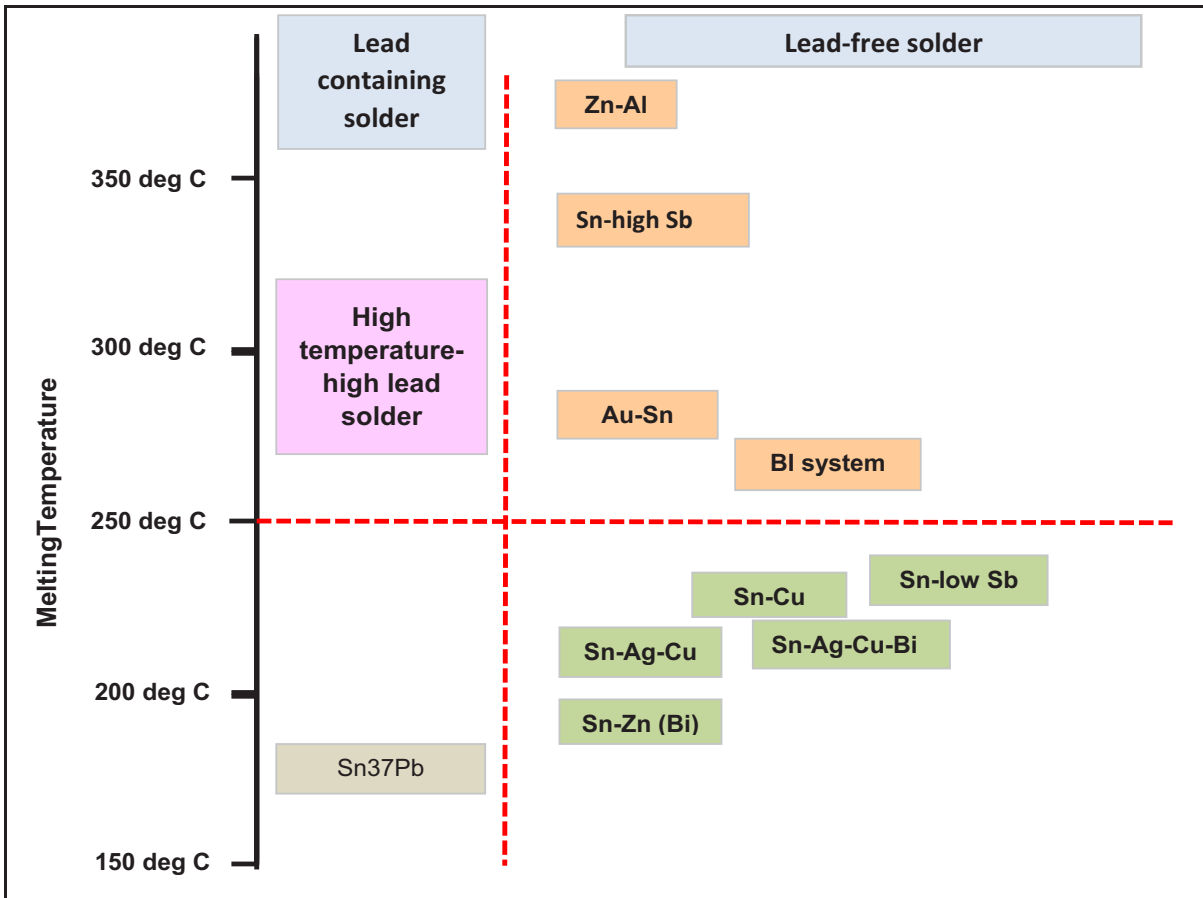 Lead
containing
solder
Lead-free solder
Zn-Al
350 deg C
Sn-high Sb
High
temperature-
high lead
solder
300 deg C
Au-Sn
BI system
250 deg C
MeltingTemperature
Sn-low Sb
Sn-Cu
Sn-Ag-Cu
Sn-Ag-Cu-Bi
200 deg C
Sn-Zn (Bi)
Sn37Pb
150 deg C